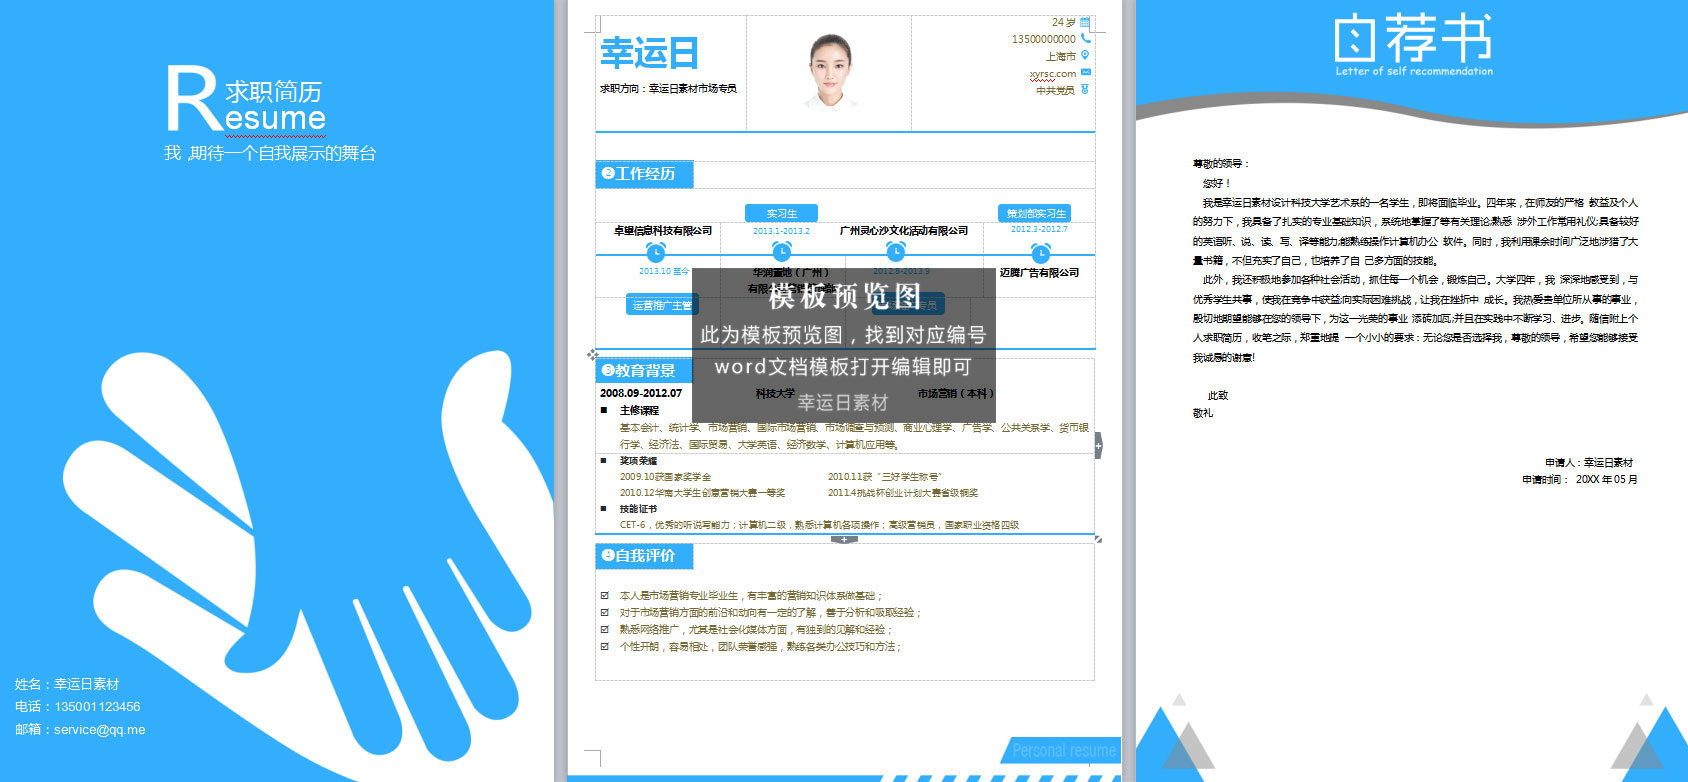 求职简历
Resume
我 ,期待一个自我展示的舞台
姓名：幸运日素材
电话：135001123456
邮箱：service@qq.me
幸运日
求职方向：幸运日素材市场专员
24 岁
13500000000
上海市
xyrsc.com
中共党员
❷工作经历
实习生
策划部实习生
卓望信息科技有限公司
2013.1-2013.2
广州灵心沙文化活动有限公司
2012.3-2012.7
2013.10 至今
华润置地（广州）
2012.8-2013.9
迈腾广告有限公司
运营推广主管
模板预览图
此为模板预览图，找到对应编号
word文档模板打开编辑即可
幸运日素材
❸教育背景
2008.09-2012.07
科技大学
市场营销（本科）
■ 主修课程
基本会计、统计学、市场营销、国际市场营销、市场调查与预测、商业心理学、广告学、公共关系学、货币银
行学、经济法、国际贸易、大学英语、经济数学、计算机应用等。
■ 奖项荣耀
2009.10获国家奖学金
2010.11获“三好学生称号”
2010.12华南大学生创意营销大赛一等奖
2011.4挑战杯创业计划大赛省级铜奖
■ 技能证书
CET-6，优秀的听说写能力；计算机二级，熟悉计算机各项操作；高级营销员，国家职业资格四级
❹自我评价
☑ 本人是市场营销专业毕业生，有丰富的营销知识体系做基础；
☑ 对于市场营销方面的前沿和动向有一定的了解，善于分析和吸取经验；
☑ 熟悉网络推广，尤其是社会化媒体方面，有独到的见解和经验；
☑ 个性开朗，容易相处，团队荣誉感强，熟练各类办公技巧和方法；
Personal resume
自荐书
Letter of self recommendation
尊敬的领导：
您好！
我是幸运日素材设计科技大学艺术系的一名学生，即将面临毕业。四年来，在师友的严格 教益及个人
的努力下，我具备了扎实的专业基础知识，系统地掌握了等有关理论;熟悉 涉外工作常用礼仪;具备较好
的英语听、说、读、写、译等能力;能熟练操作计算机办公 软件。同时，我利用课余时间广泛地涉猎了大
量书籍，不但充实了自己，也培养了自 己多方面的技能。
此外，我还积极地参加各种社会活动，抓住每一个机会，锻炼自己。大学四年，我 深深地感受到，与
优秀学生共事，使我在竞争中获益;向实际困难挑战，让我在挫折中 成长。我热爱贵单位所从事的事业，
殷切地期望能够在您的领导下，为这一光荣的事业 添砖加瓦;并且在实践中不断学习、进步。随信附上个
人求职简历，收笔之际，郑重地提 一个小小的要求：无论您是否选择我，尊敬的领导，希望您能够接受
我诚恳的谢意!
此致
敬礼
申请人：幸运日素材
申请时间： 20XX 年 05 月